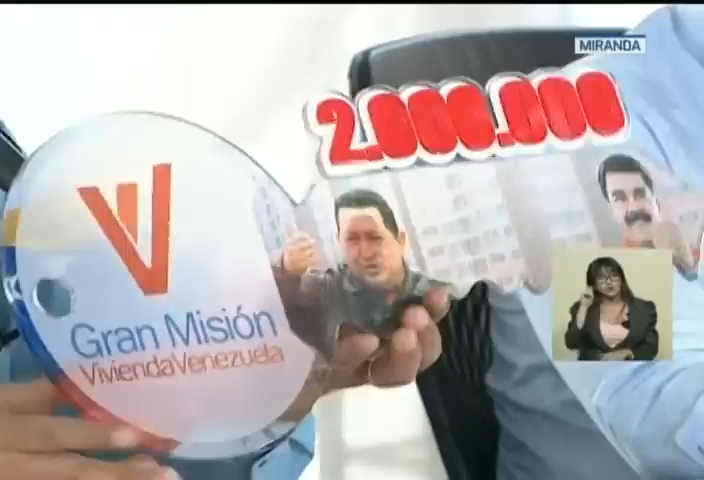 MIRANDA
2.000.000
V
Gran Misión
ViviendaVenezuela